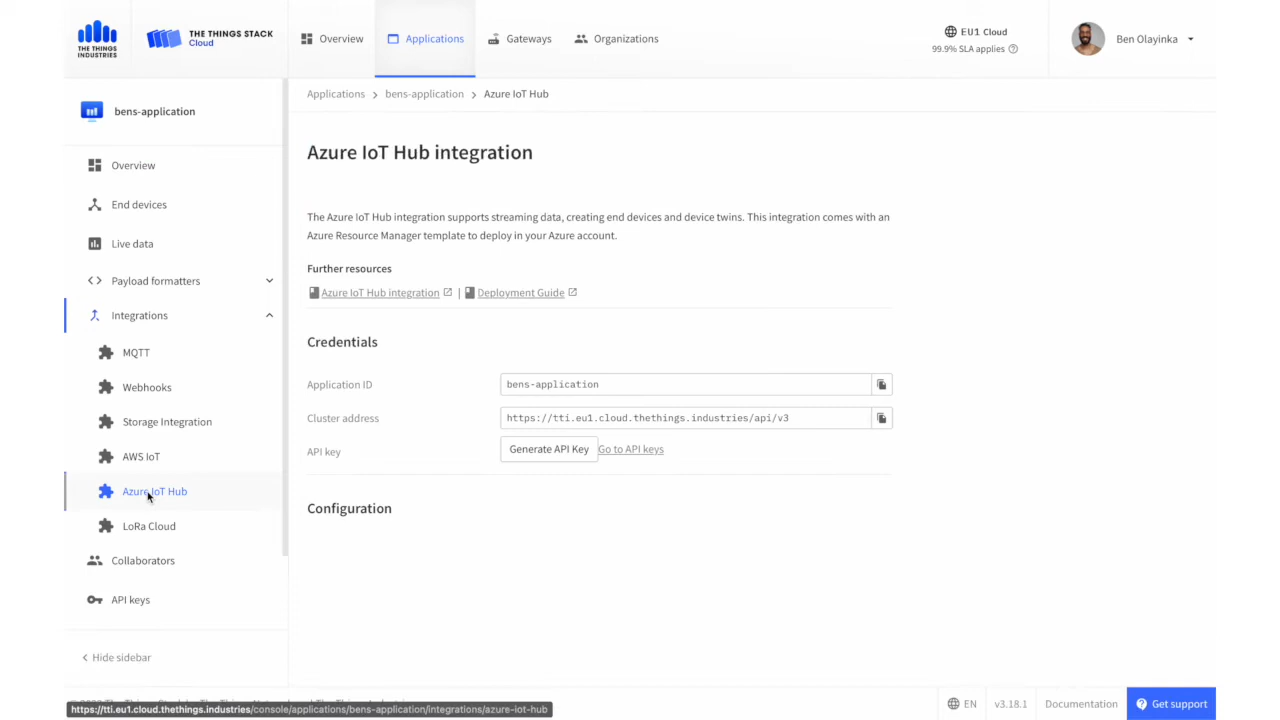 THE THINGS INDUSTRIES
THE THINGS STACK
Cloud
Overview
Applications
Gateways
Organizations
EU1 Cloud
99.9% SLA applies
Ben Olayinka
bens-application
Overview
End devices
Live data
Payload formatters
Integrations
MQTT
Webhooks
Storage Integration
AWS IoT
Azure IoT Hub
LoRa Cloud
Collaborators
API keys
Hide sidebar
Applications > bens-application > Azure IoT Hub
Azure IoT Hub integration
The Azure IoT Hub integration supports streaming data, creating end devices and device twins. This integration comes with an
Azure Resource Manager template to deploy in your Azure account.
Further resources
Azure IoT Hub integration | Deployment Guide
Credentials
Application ID
bens-application
Cluster address
https://tti.eu1.cloud.thethings.industries/api/v3
API key
Generate API Key
Go to API keys
Configuration
https://tti.eu1.cloud.thethings.industries/console/applications/bens-application/integrations/azure-iot-hub
EN
v3.18.1
Documentation
Get support